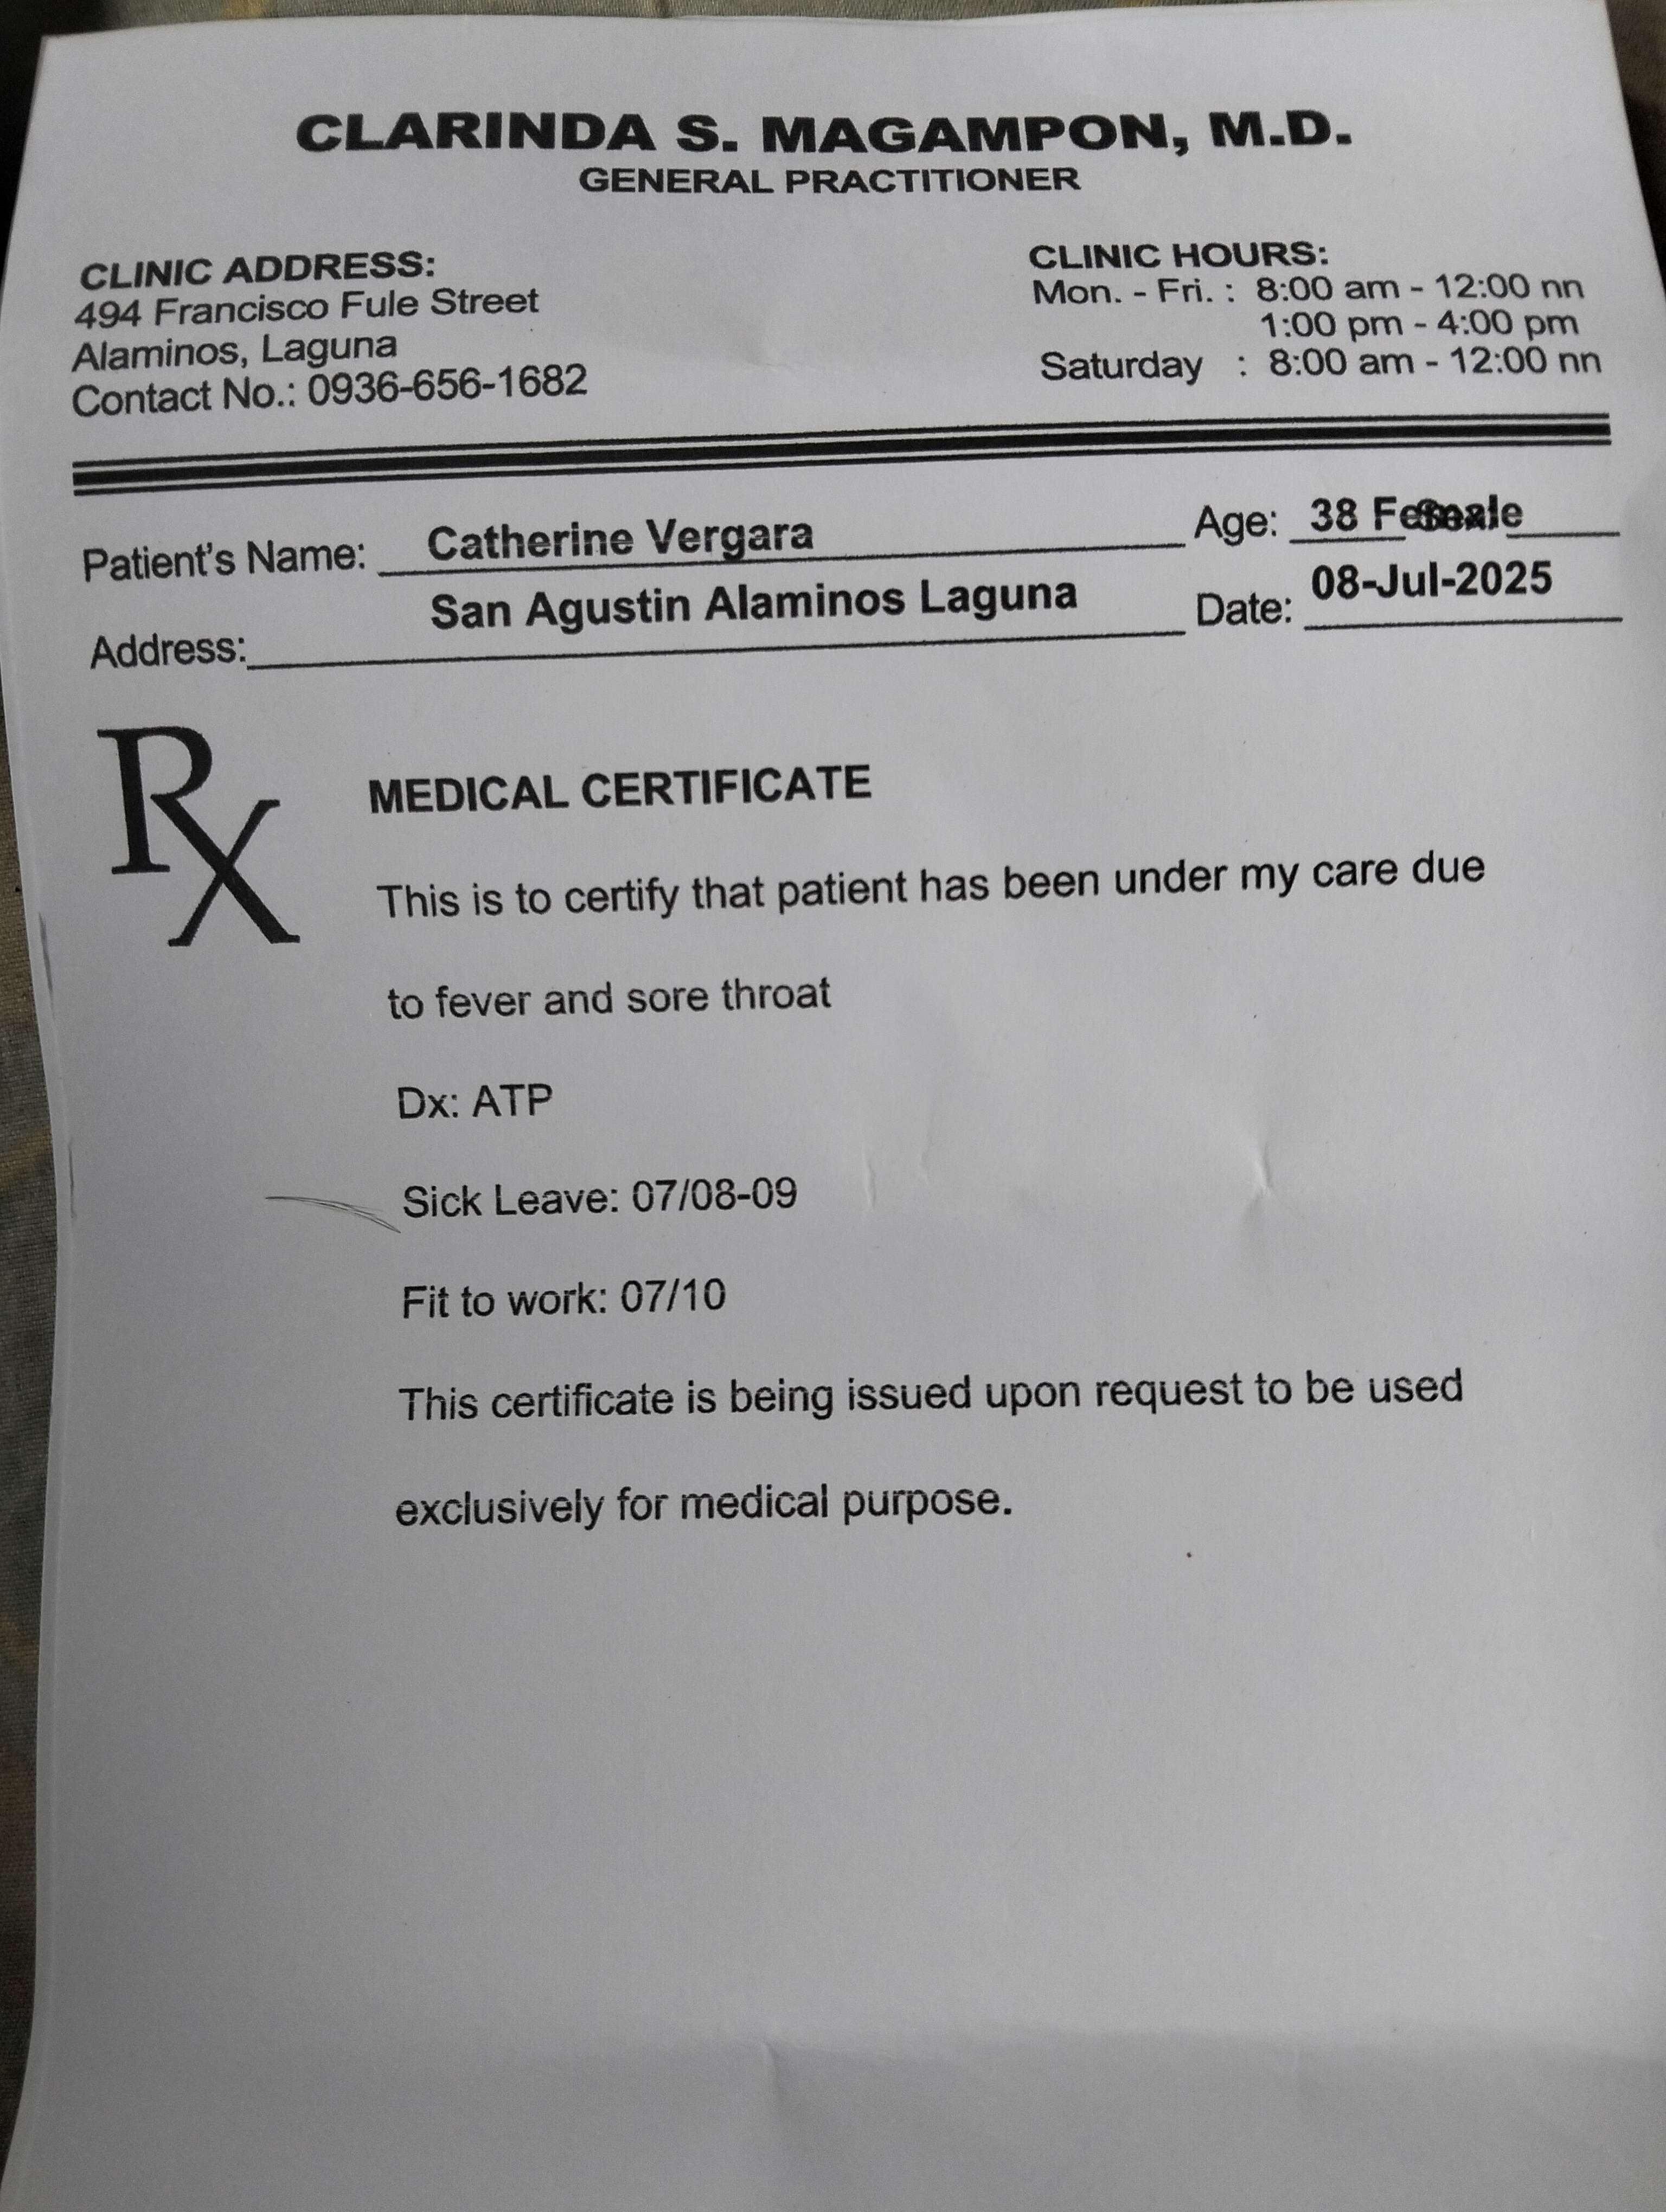 CLARINDA S. MAGAMPON, M.D.
GENERAL PRACTITIONER
CLINIC ADDRESS:
494 Francisco Fule Street
Alaminos, Laguna
Contact No.: 0936-656-1682
CLINIC HOURS:
Mon. - Fri. : 8:00 am - 12:00 nn
1:00 pm - 4:00 pm
Saturday : 8:00 am - 12:00 nn
Patient's Name: Catherine Vergara
Age: 38 Female Sex:
Address: San Agustin Alaminos Laguna
Date: 08-Jul-2025
Rx
MEDICAL CERTIFICATE
This is to certify that patient has been under my care due
to fever and sore throat
Dx: ATP
Sick Leave: 07/08-09
Fit to work: 07/10
This certificate is being issued upon request to be used
exclusively for medical purpose.